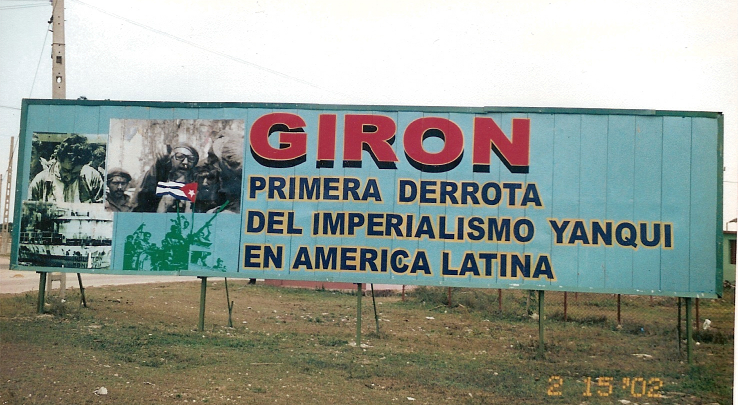 GIRON
PRIMERA DERROTA
DEL IMPERIALISMO YANQUI
EN AMERICA LATINA
2 15 '02